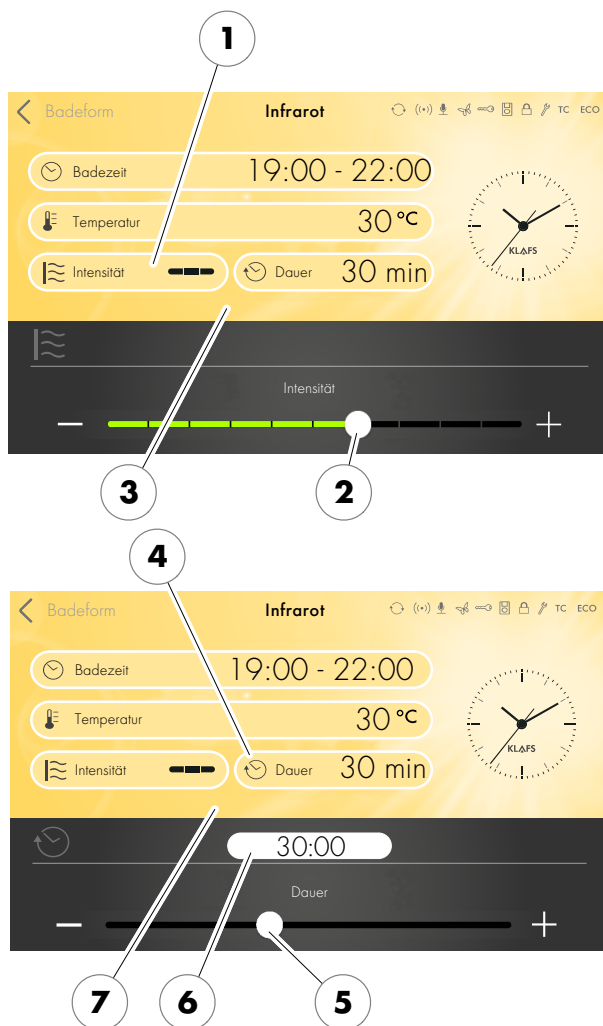 1
Badeform Infrarot TC ECO
Badezeit 19:00 - 22:00
Temperatur 30 °C
Intensität Dauer 30 min
KLAFS
Intensität
3 2
4
Badeform Infrarot TC ECO
Badezeit 19:00 - 22:00
Temperatur 30 °C
Intensität Dauer 30 min
KLAFS
30:00
Dauer
7 6 5